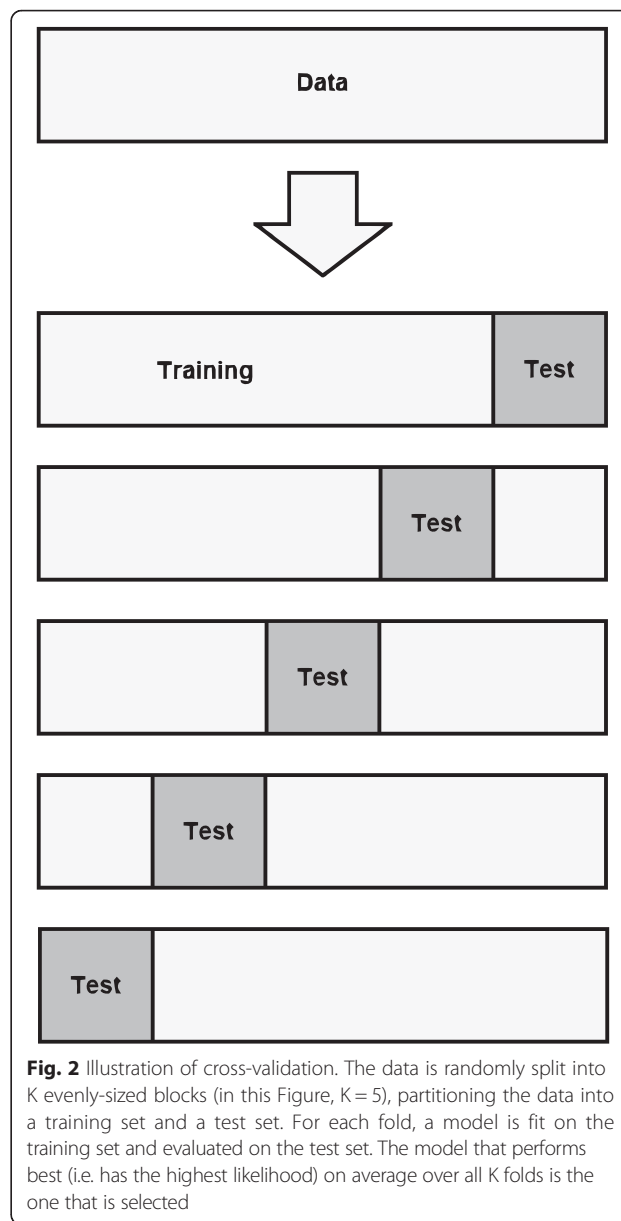 Data
Training
Test
Test
Test
Test
Test
Fig. 2 Illustration of cross-validation. The data is randomly split into
K evenly-sized blocks (in this Figure, K = 5), partitioning the data into
a training set and a test set. For each fold, a model is fit on the
training set and evaluated on the test set. The model that performs
best (i.e. has the highest likelihood) on average over all K folds is the
one that is selected